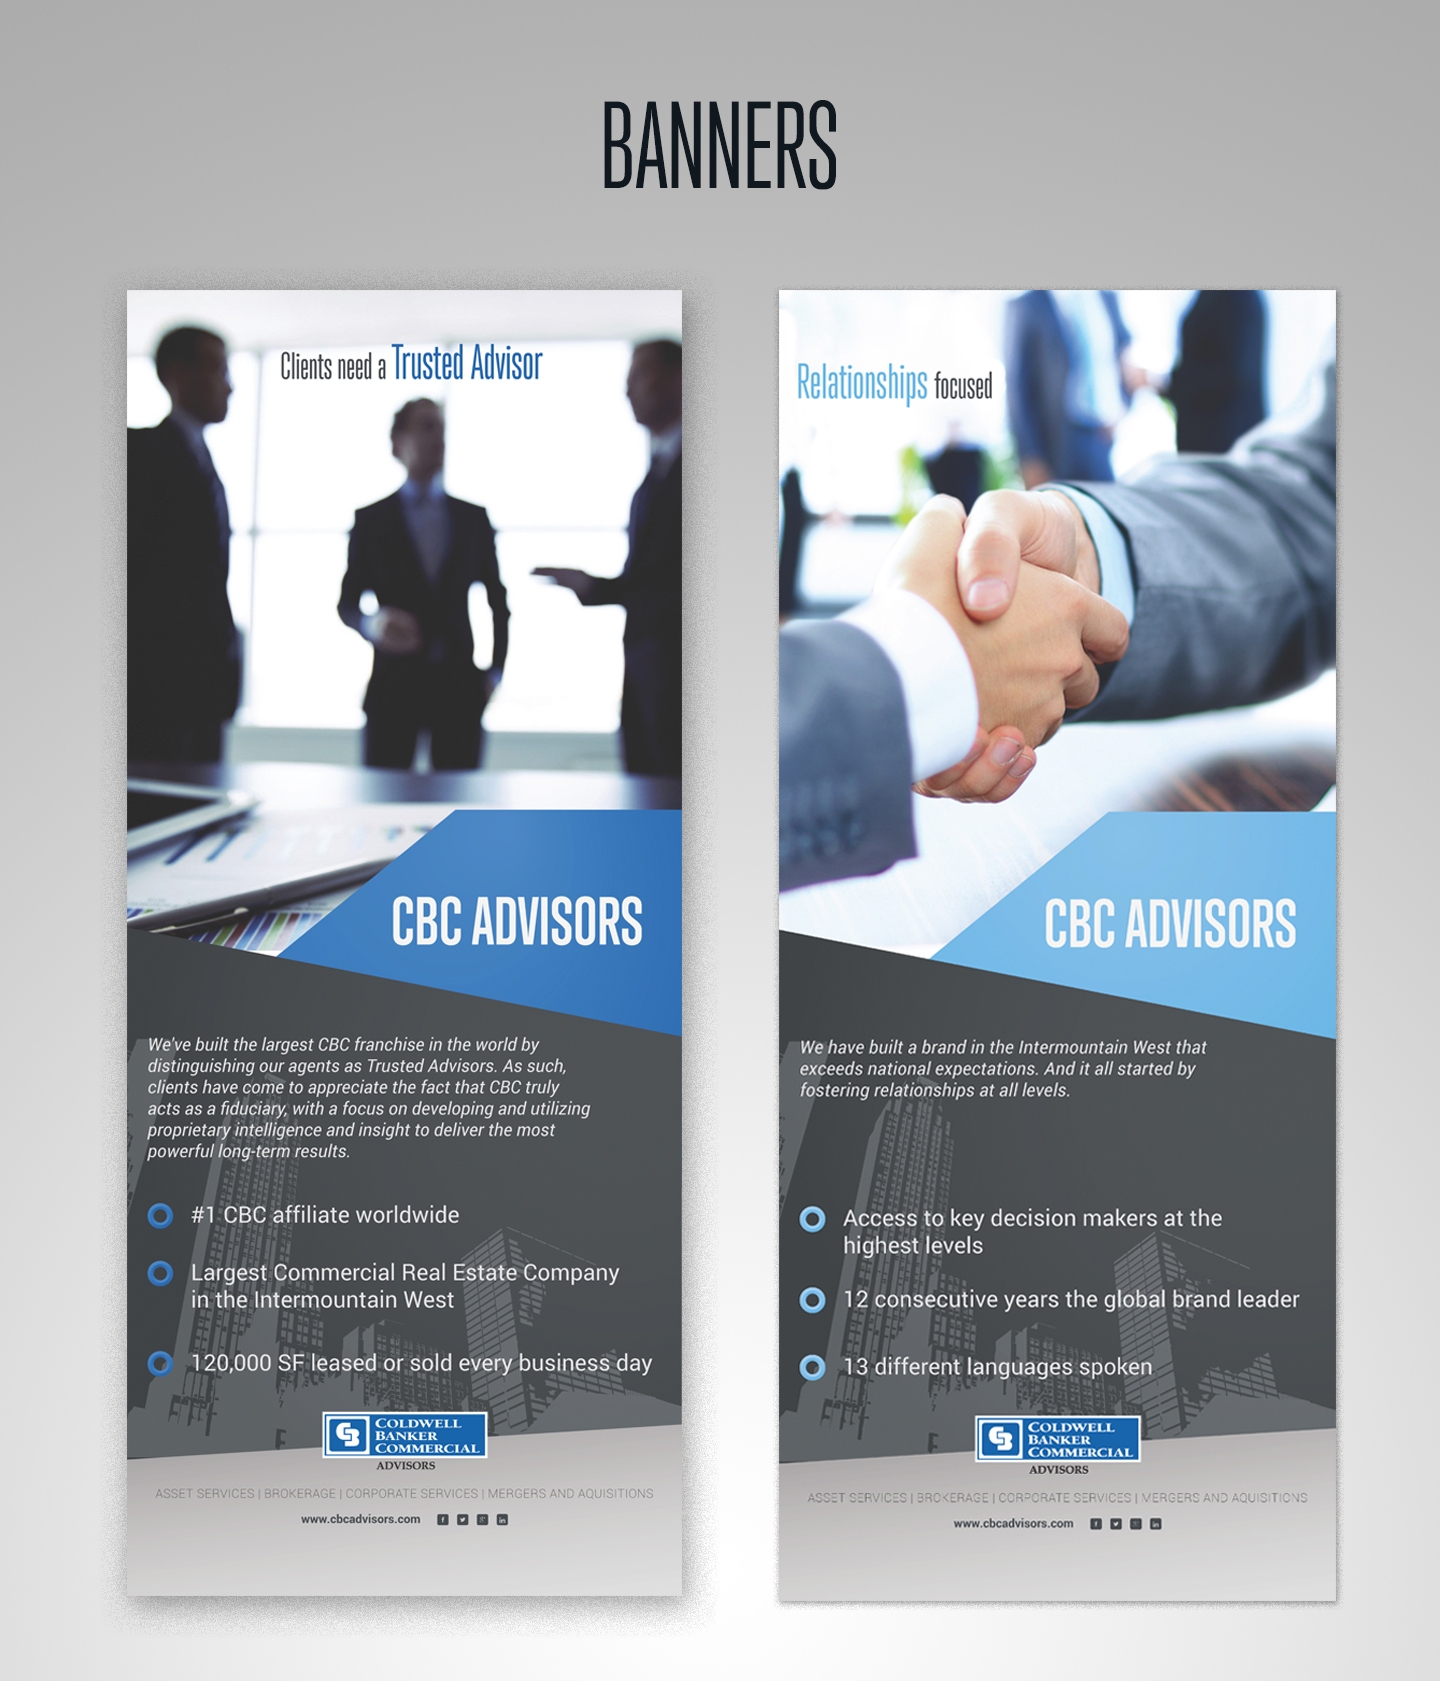 BANNERS
Clients need a Trusted Advisor
CBC ADVISORS
We've built the largest CBC franchise in the world by
distinguishing our agents as Trusted Advisors. As such,
clients have come to appreciate the fact that CBC truly
acts as a fiduciary, with a focus on developing and utilizing
proprietary intelligence and insight to deliver the most
powerful long-term results.
#1 CBC affiliate worldwide
Largest Commercial Real Estate Company
in the Intermountain West
120,000 SF leased or sold every business day
CB
COLDWELL
BANKER
COMMERCIAL
ADVISORS
ASSET SERVICES | BROKERAGE | CORPORATE SERVICES | MERGERS AND AQUISITIONS
www.cbcadvisors.com
Relationships focused
CBC ADVISORS
We have built a brand in the Intermountain West that
exceeds national expectations. And it all started by
fostering relationships at all levels.
Access to key decision makers at the
highest levels
12 consecutive years the global brand leader
13 different languages spoken
CB
COLDWELL
BANKER
COMMERCIAL
ADVISORS
ASSET SERVICES | BROKERAGE | CORPORATE SERVICES | MERGERS AND AQUISITIONS
www.cbcadvisors.com